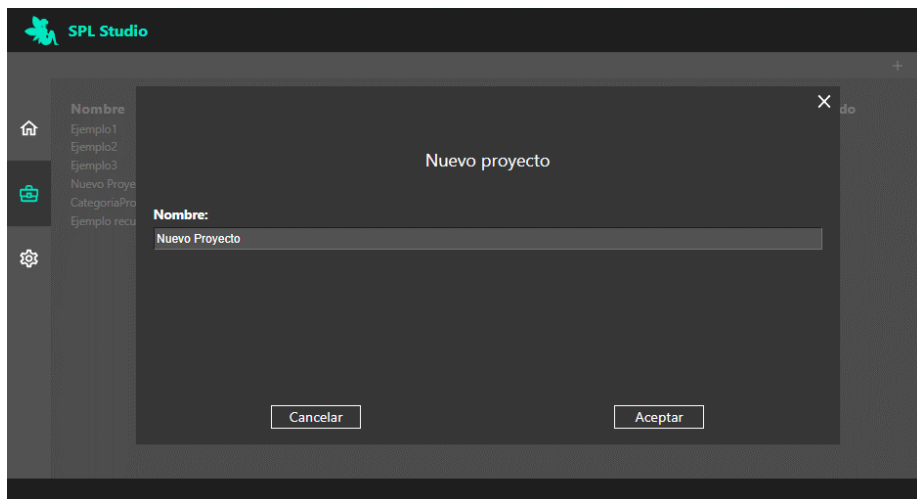 SPL Studio
+
Nombre
do
Ejemplo1
Ejemplo2
Ejemplo3
Nuevo Proye
CategoriaPro
Ejemplo recu
Nuevo proyecto
Nombre:
Nuevo Proyecto
Cancelar
Aceptar